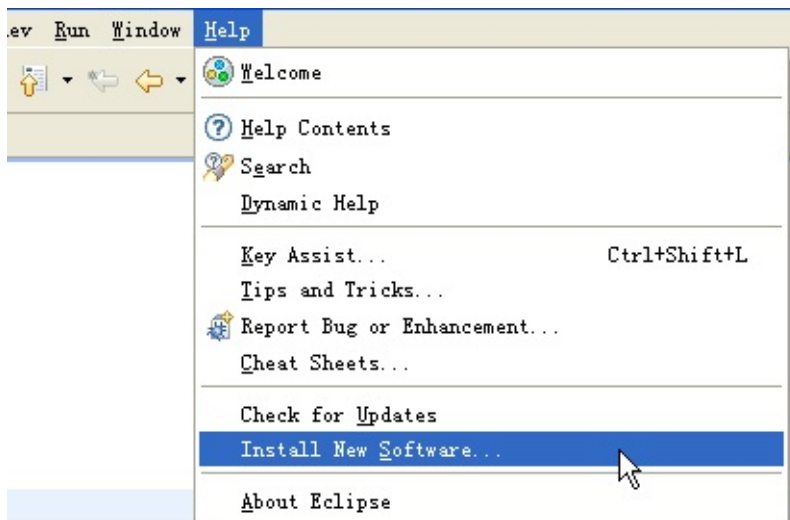 Run Window Help
Welcome
Help Contents
Search
Dynamic Help
Key Assist... Ctrl+Shift+L
Tips and Tricks...
Report Bug or Enhancement...
Cheat Sheets...
Check for Updates
Install New Software...
About Eclipse